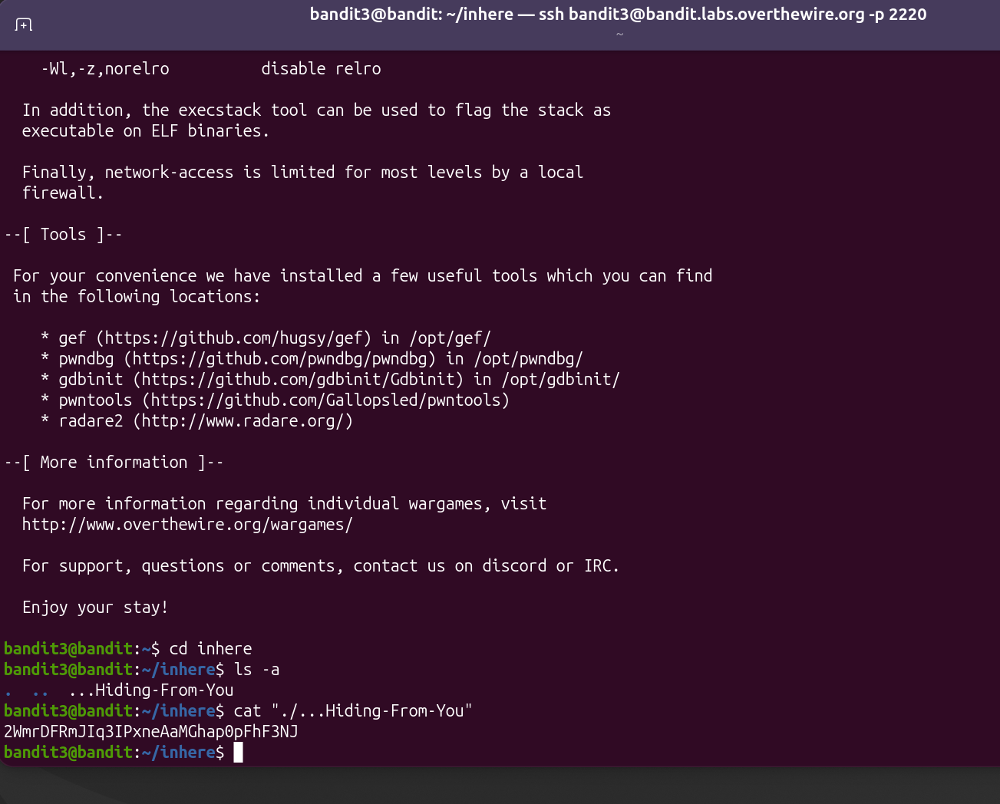 bandit3@bandit: ~/inhere — ssh bandit3@bandit.labs.overthewire.org -p 2220
~
-Wl,-z,norelro disable relro
In addition, the execstack tool can be used to flag the stack as
executable on ELF binaries.
Finally, network-access is limited for most levels by a local
firewall.
--[ Tools ]--
For your convenience we have installed a few useful tools which you can find
in the following locations:
* gef (https://github.com/hugsy/gef) in /opt/gef/
* pwndbg (https://github.com/pwndbg/pwndbg) in /opt/pwndbg/
* gdbinit (https://github.com/gdbinit/Gdbinit) in /opt/gdbinit/
* pwntools (https://github.com/Gallopsled/pwntools)
* radare2 (http://www.radare.org/)
--[ More information ]--
For more information regarding individual wargames, visit
http://www.overthewire.org/wargames/
For support, questions or comments, contact us on discord or IRC.
Enjoy your stay!
bandit3@bandit:~$ cd inhere
bandit3@bandit:~/inhere$ ls -a
. .. ...Hiding-From-You
bandit3@bandit:~/inhere$ cat "./...Hiding-From-You"
2WmrDFRmJIq3IPxneAaMGhap0pFhF3NJ
bandit3@bandit:~/inhere$